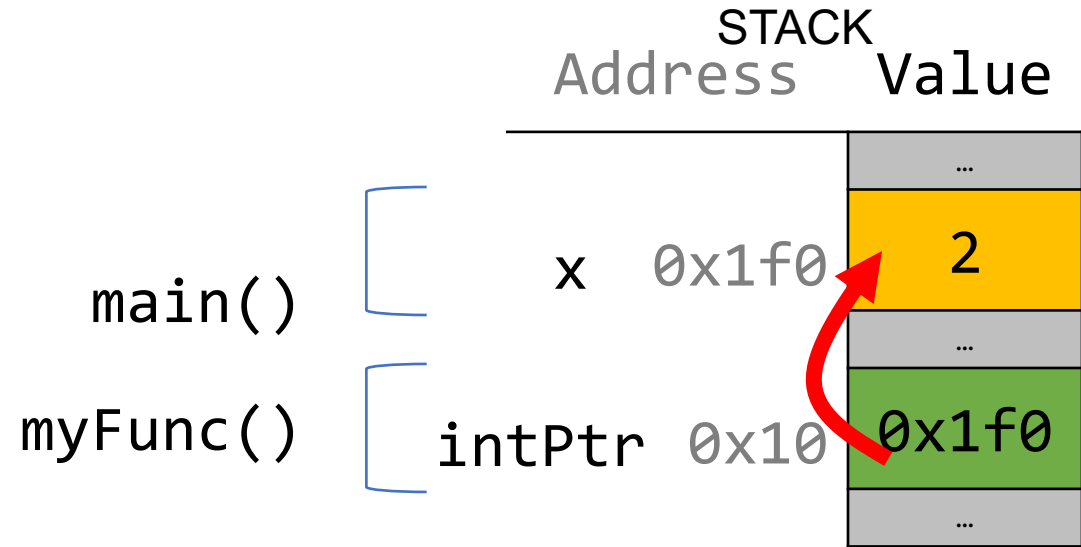 STACK
Address Value
…
x 0x1f0 2
main()
…
myFunc() intPtr 0x10 0x1f0
…